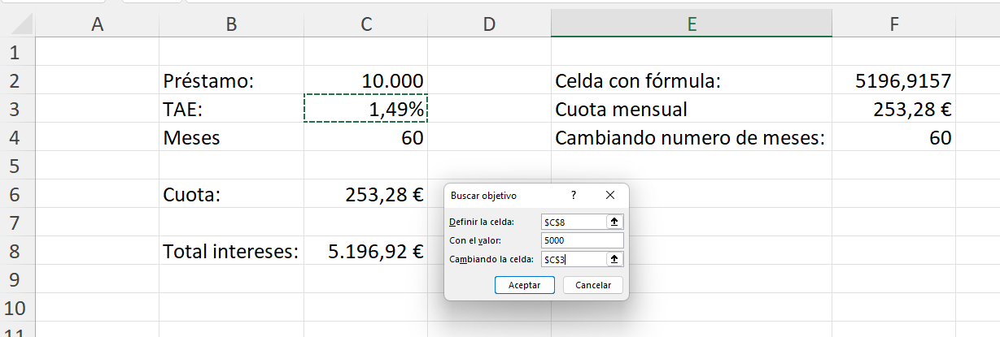 A B C D E F
1
2 Préstamo: 10.000 Celda con fórmula: 5196,9157
3 TAE: 1,49% Cuota mensual 253,28 €
4 Meses 60 Cambiando numero de meses: 60
5
6 Cuota: 253,28 €
7
8 Total intereses: 5.196,92 €
9
10
11
Buscar objetivo ?
Definir la celda: $C$8
Con el valor: 5000
Cambiando la celda: $C$3
Aceptar Cancelar